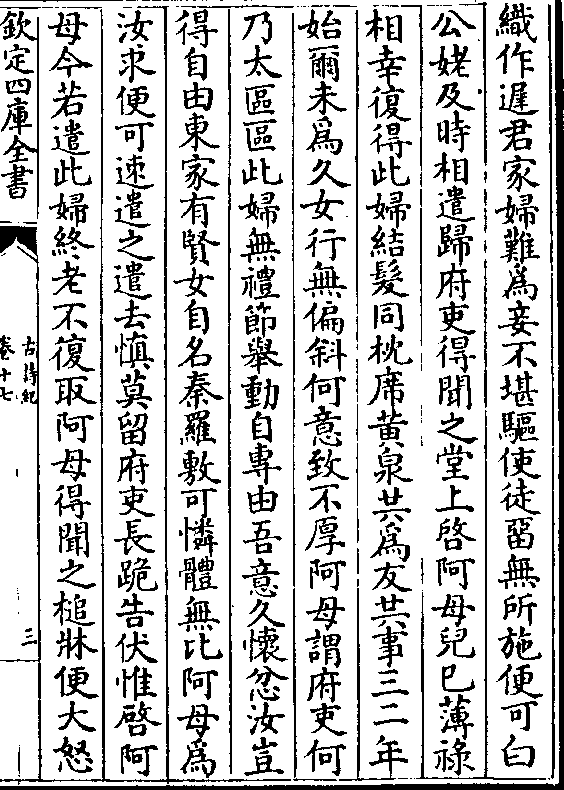 織作遲君家婦難爲妾不堪驅使徒留無所施便可白
公姥及時相遣歸府吏得聞之堂上啓阿母兒已薄祿
相幸復得此婦結髮同枕席黄泉共爲友共事三二年
始爾未爲久女行無偏斜何意致不厚阿母謂府吏何
乃太區區此婦無禮節舉動自專由吾意久懷忿汝豈
得自由東家有賢女自名秦羅敷可憐體無比阿母爲
汝求便可速遣之遣去慎莫留府吏長跪告伏惟啓阿
母今若遣此婦終老不復取阿母得聞之槌牀便大怒
欽定四庫全書
古詩紀
卷十七
三